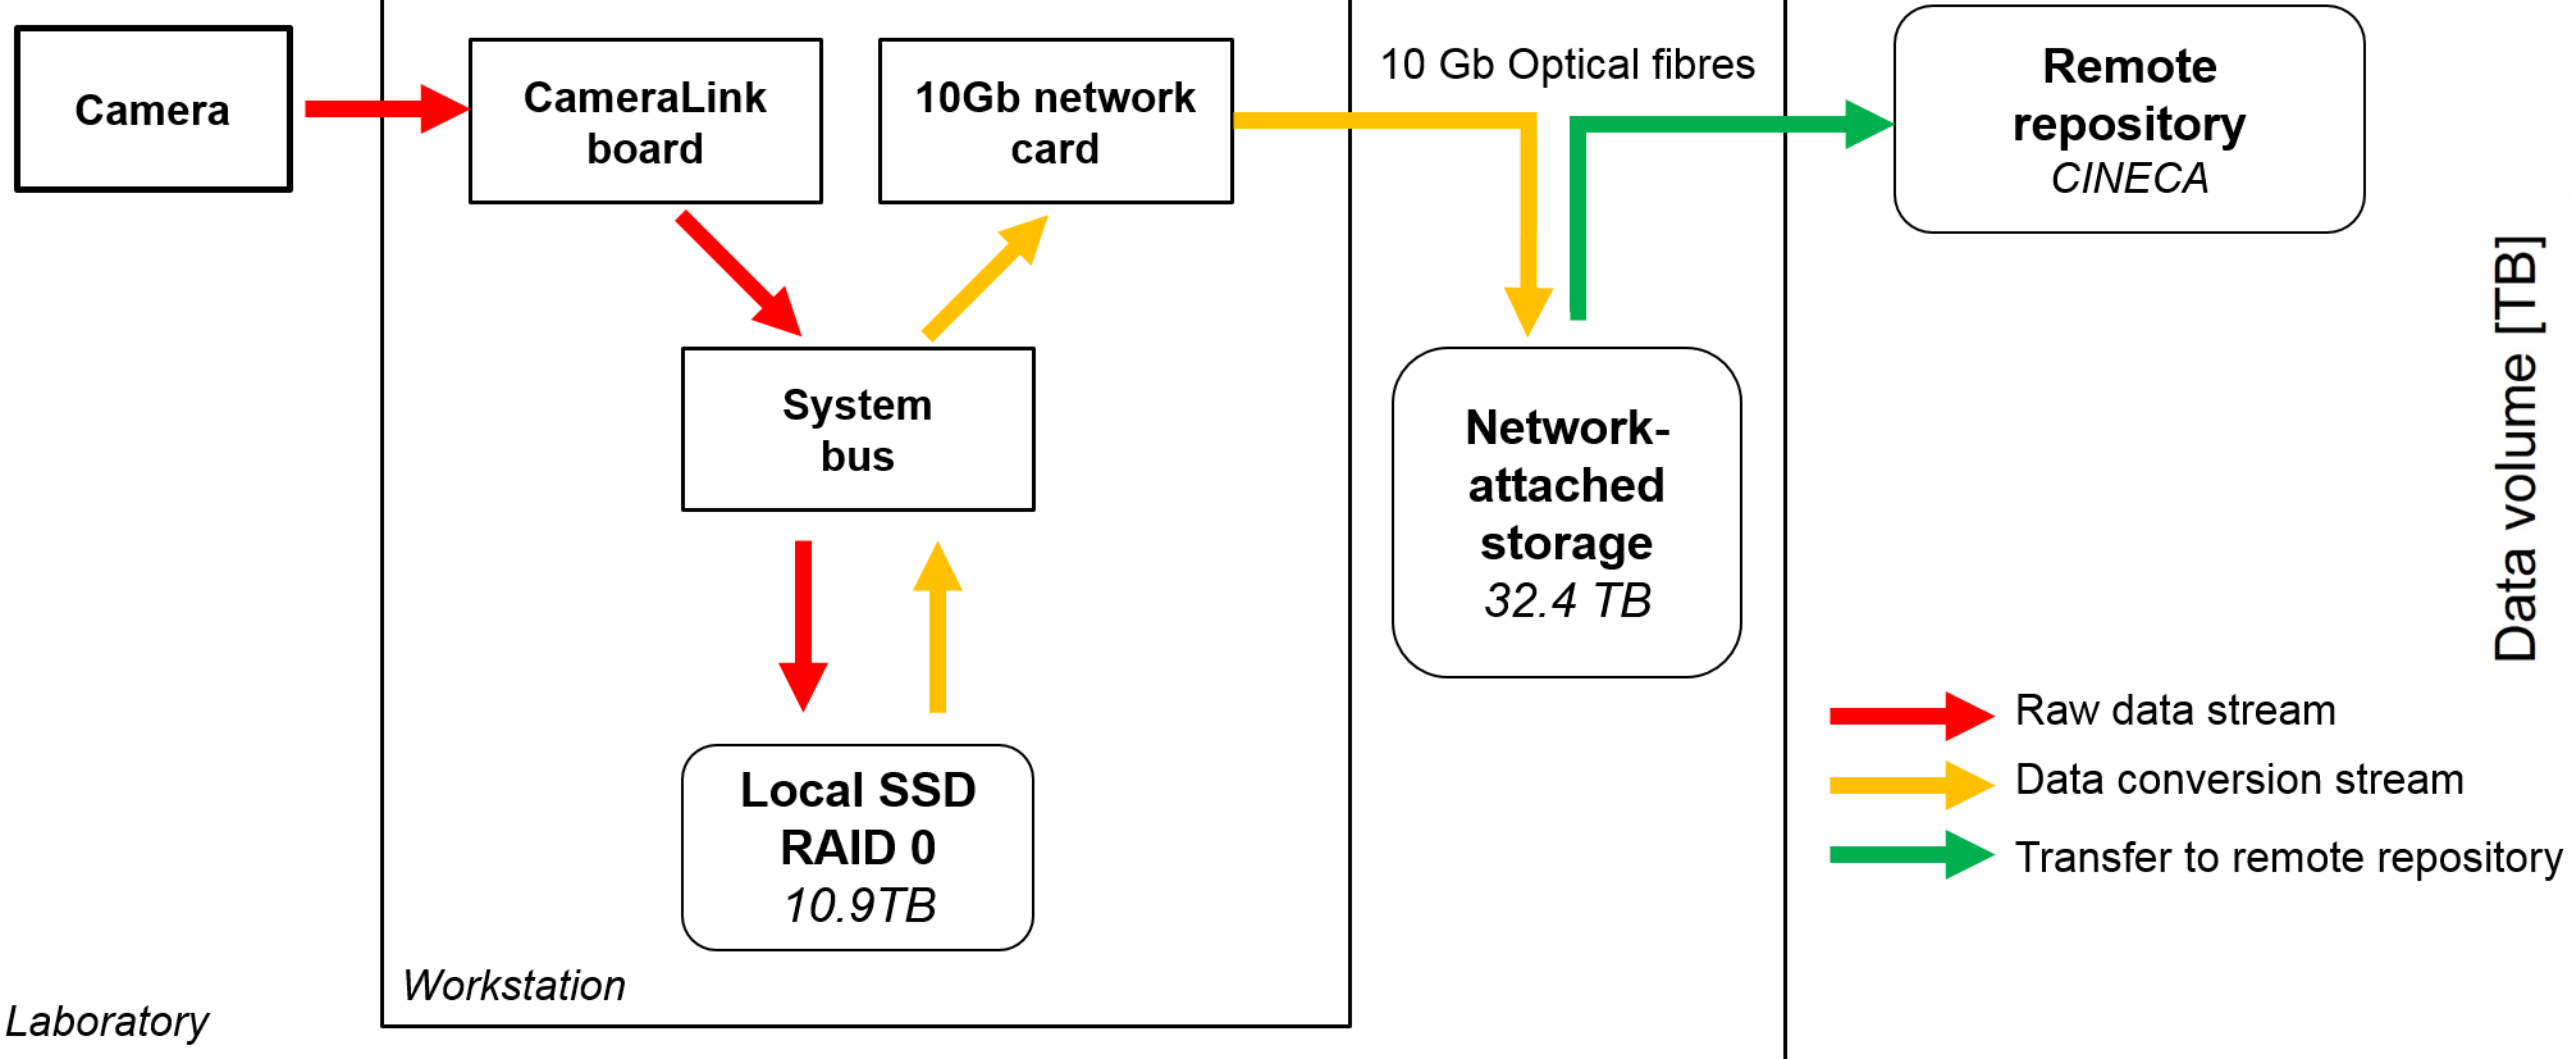 Camera
CameraLink
board
10Gb network
card
10 Gb Optical fibres
Remote
repository
CINECA
System
bus
Network-
attached
storage
32.4 TB
Data volume [TB]
Local SSD
RAID 0
10.9TB
Raw data stream
Data conversion stream
Transfer to remote repository
Workstation
Laboratory